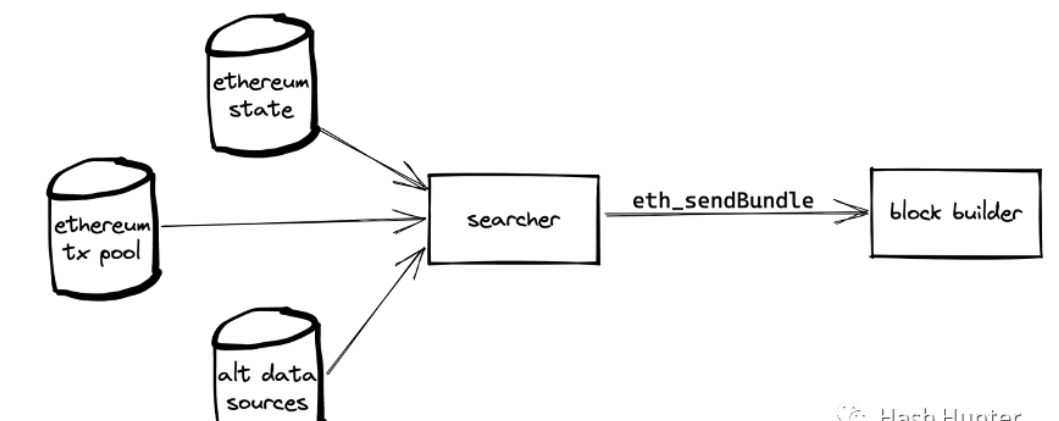 ethereum
state
ethereum
tx pool
alt data
sources
searcher
eth_sendBundle
block builder
Hash Hunter